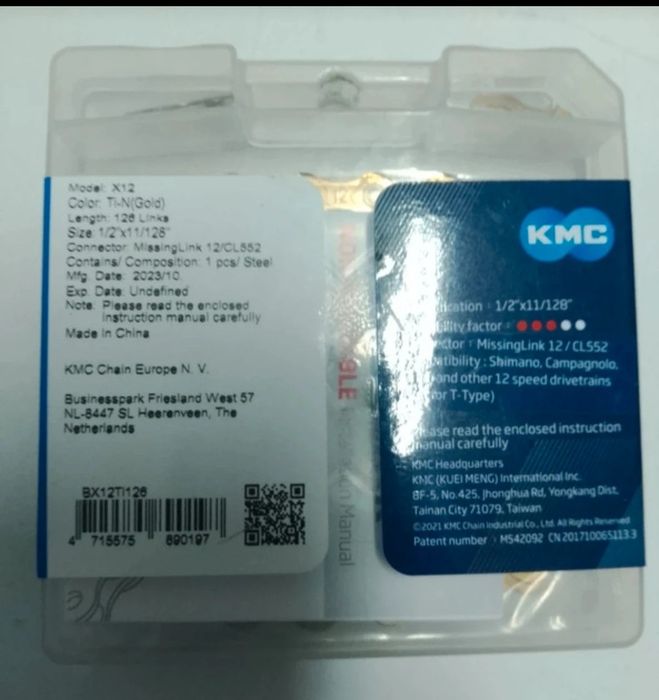 Model: X12
Color: Ti-N(Gold)
Length: 126 Links
Size: 1/2"x11/128"
Connector: MissingLink 12/CL552
Contains/ Composition: 1 pcs/ Steel
Mfg. Date: 2023/10.
Exp. Date: Undefined
Note: Please read the enclosed
instruction manual carefully
Made in China
KMC Chain Europe N. V.
Businesspark Friesland West 57
NL-8447 SL Heerenveen, The
Netherlands
BX12TI126
4 715575 890197
Manual
KMC
: 1/2"x11/128"
factor :
: MissingLink 12 / CL552
: Shimano, Campagnolo,
and other 12 speed drivetrains
T-Type)
read the enclosed instruction
manual carefully
KMC Headquarters
KMC (KUEI MENG) International Inc.
8F-5, No.425, Jhonghua Rd, Yongkang Dist,
Tainan City 71079, Taiwan
©2021 KMC Chain Industrial Co., Ltd. All Rights Reserved
Patent number : M542092 CN 201710065113.3